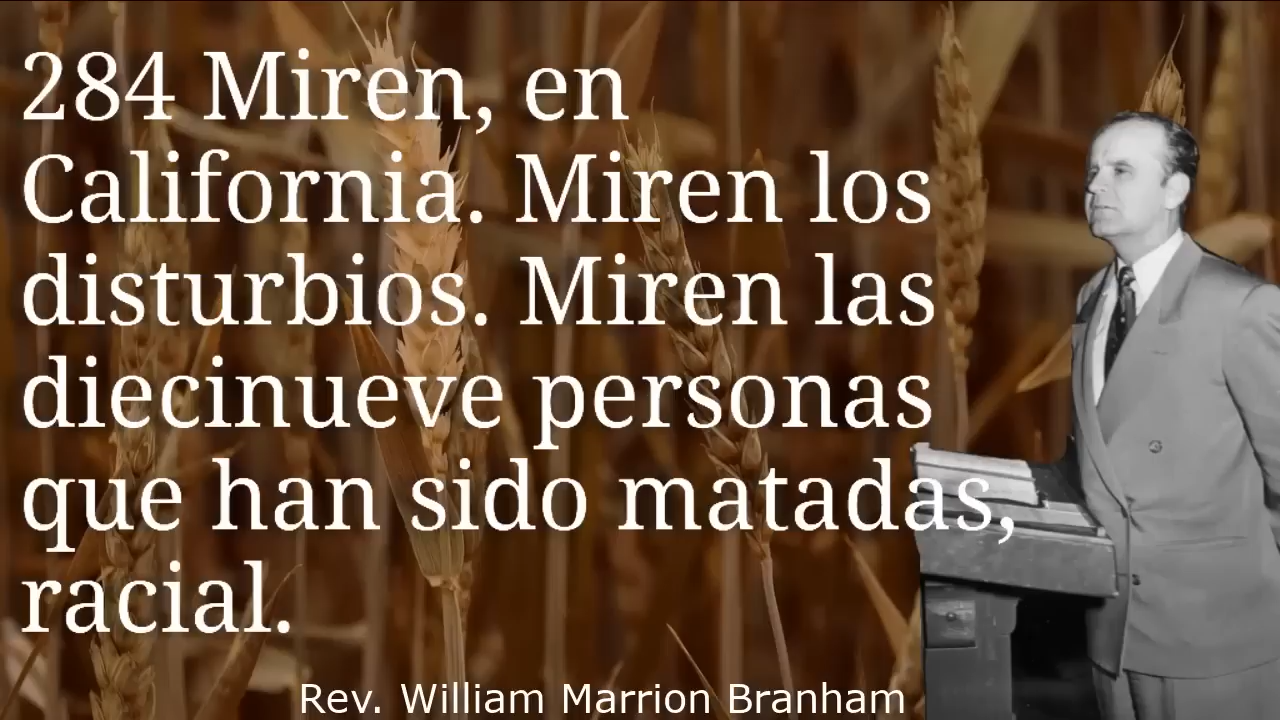 284 Miren, en
California. Miren los
disturbios. Miren las
diecinueve personas
que han sido matadas,
racial.
Rev. William Marrion Branham